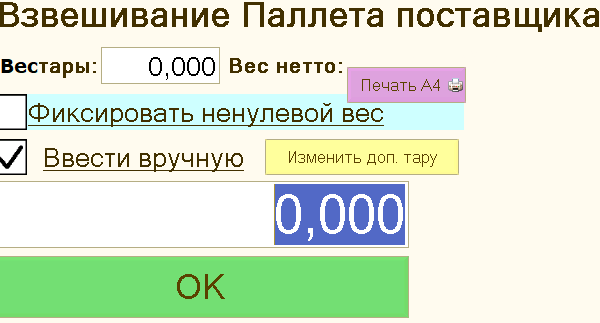 Взвешивание Паллета поставщика
Вестары: 0,000 Вес нетто:
Печать А4
Фиксировать ненулевой вес
Ввести вручную Изменить доп. тару
0,000
OK